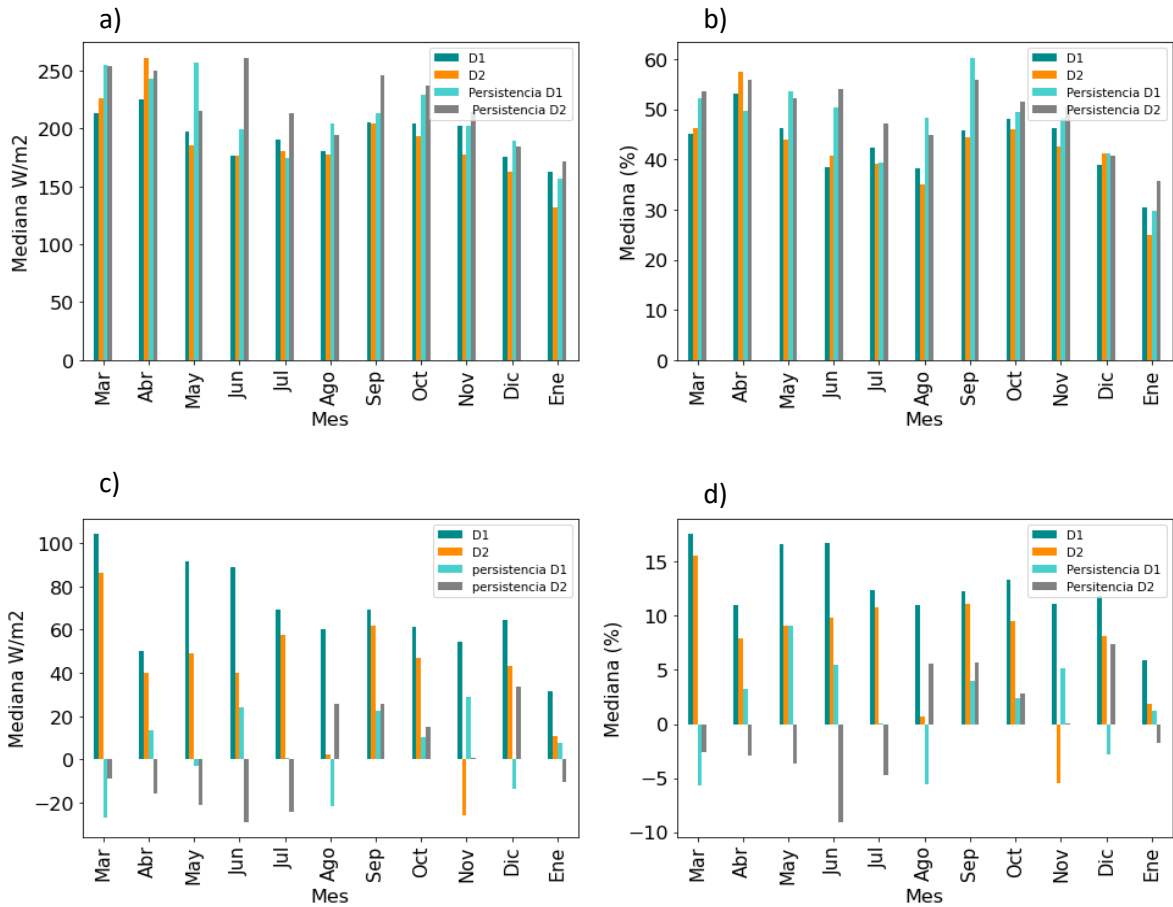 a)
Mediana W/m2
250
200
150
100
50
0
D1
D2
Persistencia D1
Persistencia D2
Mar
Abr
May
Jun
Jul
Ago
Sep
Oct
Nov
Dic
Ene
Mes
b)
Mediana (%)
60
50
40
30
20
10
0
D1
D2
Persistencia D1
Persistencia D2
Mar
Abr
May
Jun
Jul
Ago
Sep
Oct
Nov
Dic
Ene
Mes
c)
Mediana W/m2
100
80
60
40
20
0
−20
D1
D2
persistencia D1
persistencia D2
Mar
Abr
May
Jun
Jul
Ago
Sep
Oct
Nov
Dic
Ene
Mes
d)
Mediana (%)
15
10
5
0
−5
−10
D1
D2
Persistencia D1
Persitencia D2
Mar
Abr
May
Jun
Jul
Ago
Sep
Oct
Nov
Dic
Ene
Mes